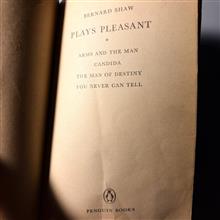 BERNARD SHAW
PLAYS PLEASANT
*
ARMS AND THE MAN
CANDIDA
THE MAN OF DESTINY
YOU NEVER CAN TELL
PENGUIN BOOKS